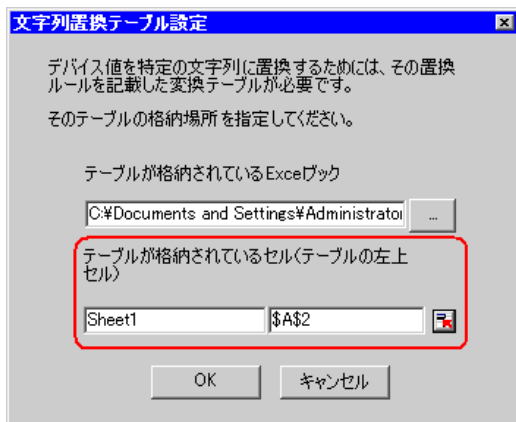 文字列置換テーブル設定
デバイス値を特定の文字列に置換するためには、その置換
ルールを記載した変換テーブルが必要です。
そのテーブルの格納場所を指定してください。
テーブルが格納されているExcelブック
C:¥Documents and Settings¥Administrator
...
テーブルが格納されているセル(テーブルの左上
セル)
Sheet1 $A$2
OK キャンセル